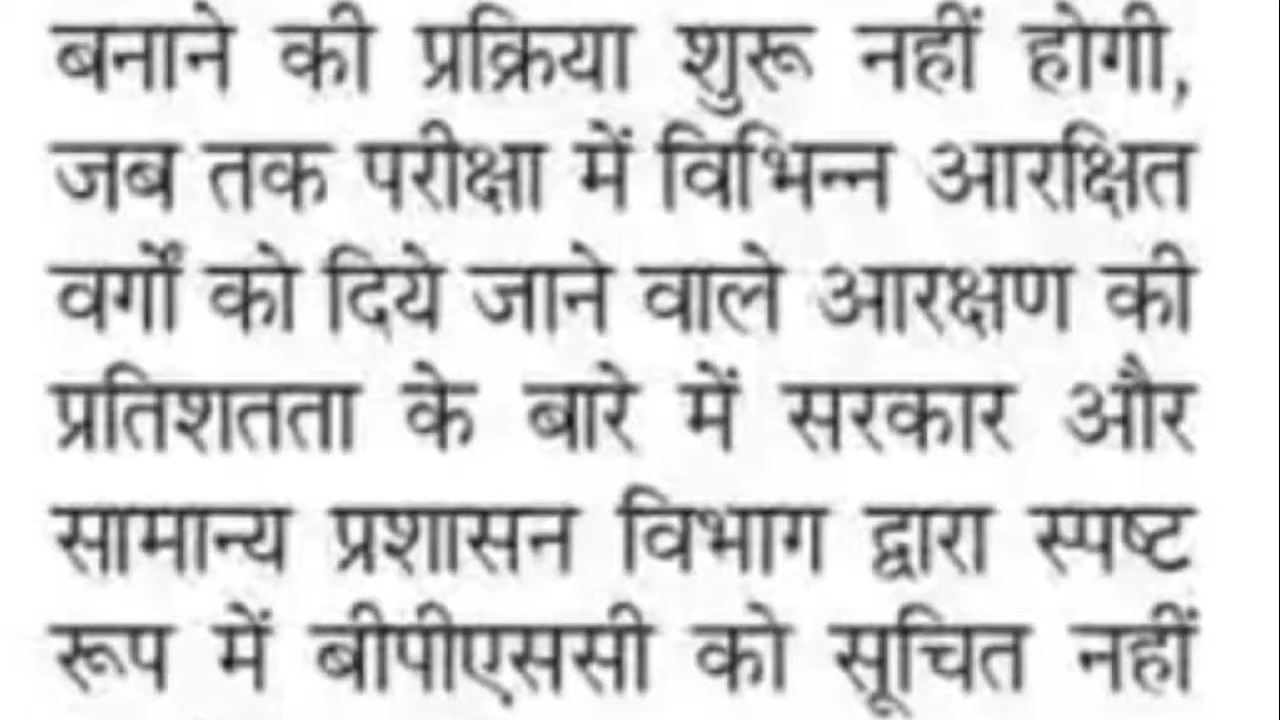 बनाने की प्रक्रिया शुरू नहीं होगी,
जब तक परीक्षा में विभिन्न आरक्षित
वर्गों को दिये जाने वाले आरक्षण की
प्रतिशतता के बारे में सरकार और
सामान्य प्रशासन विभाग द्वारा स्पष्ट
रूप में बीपीएससी को सूचित नहीं